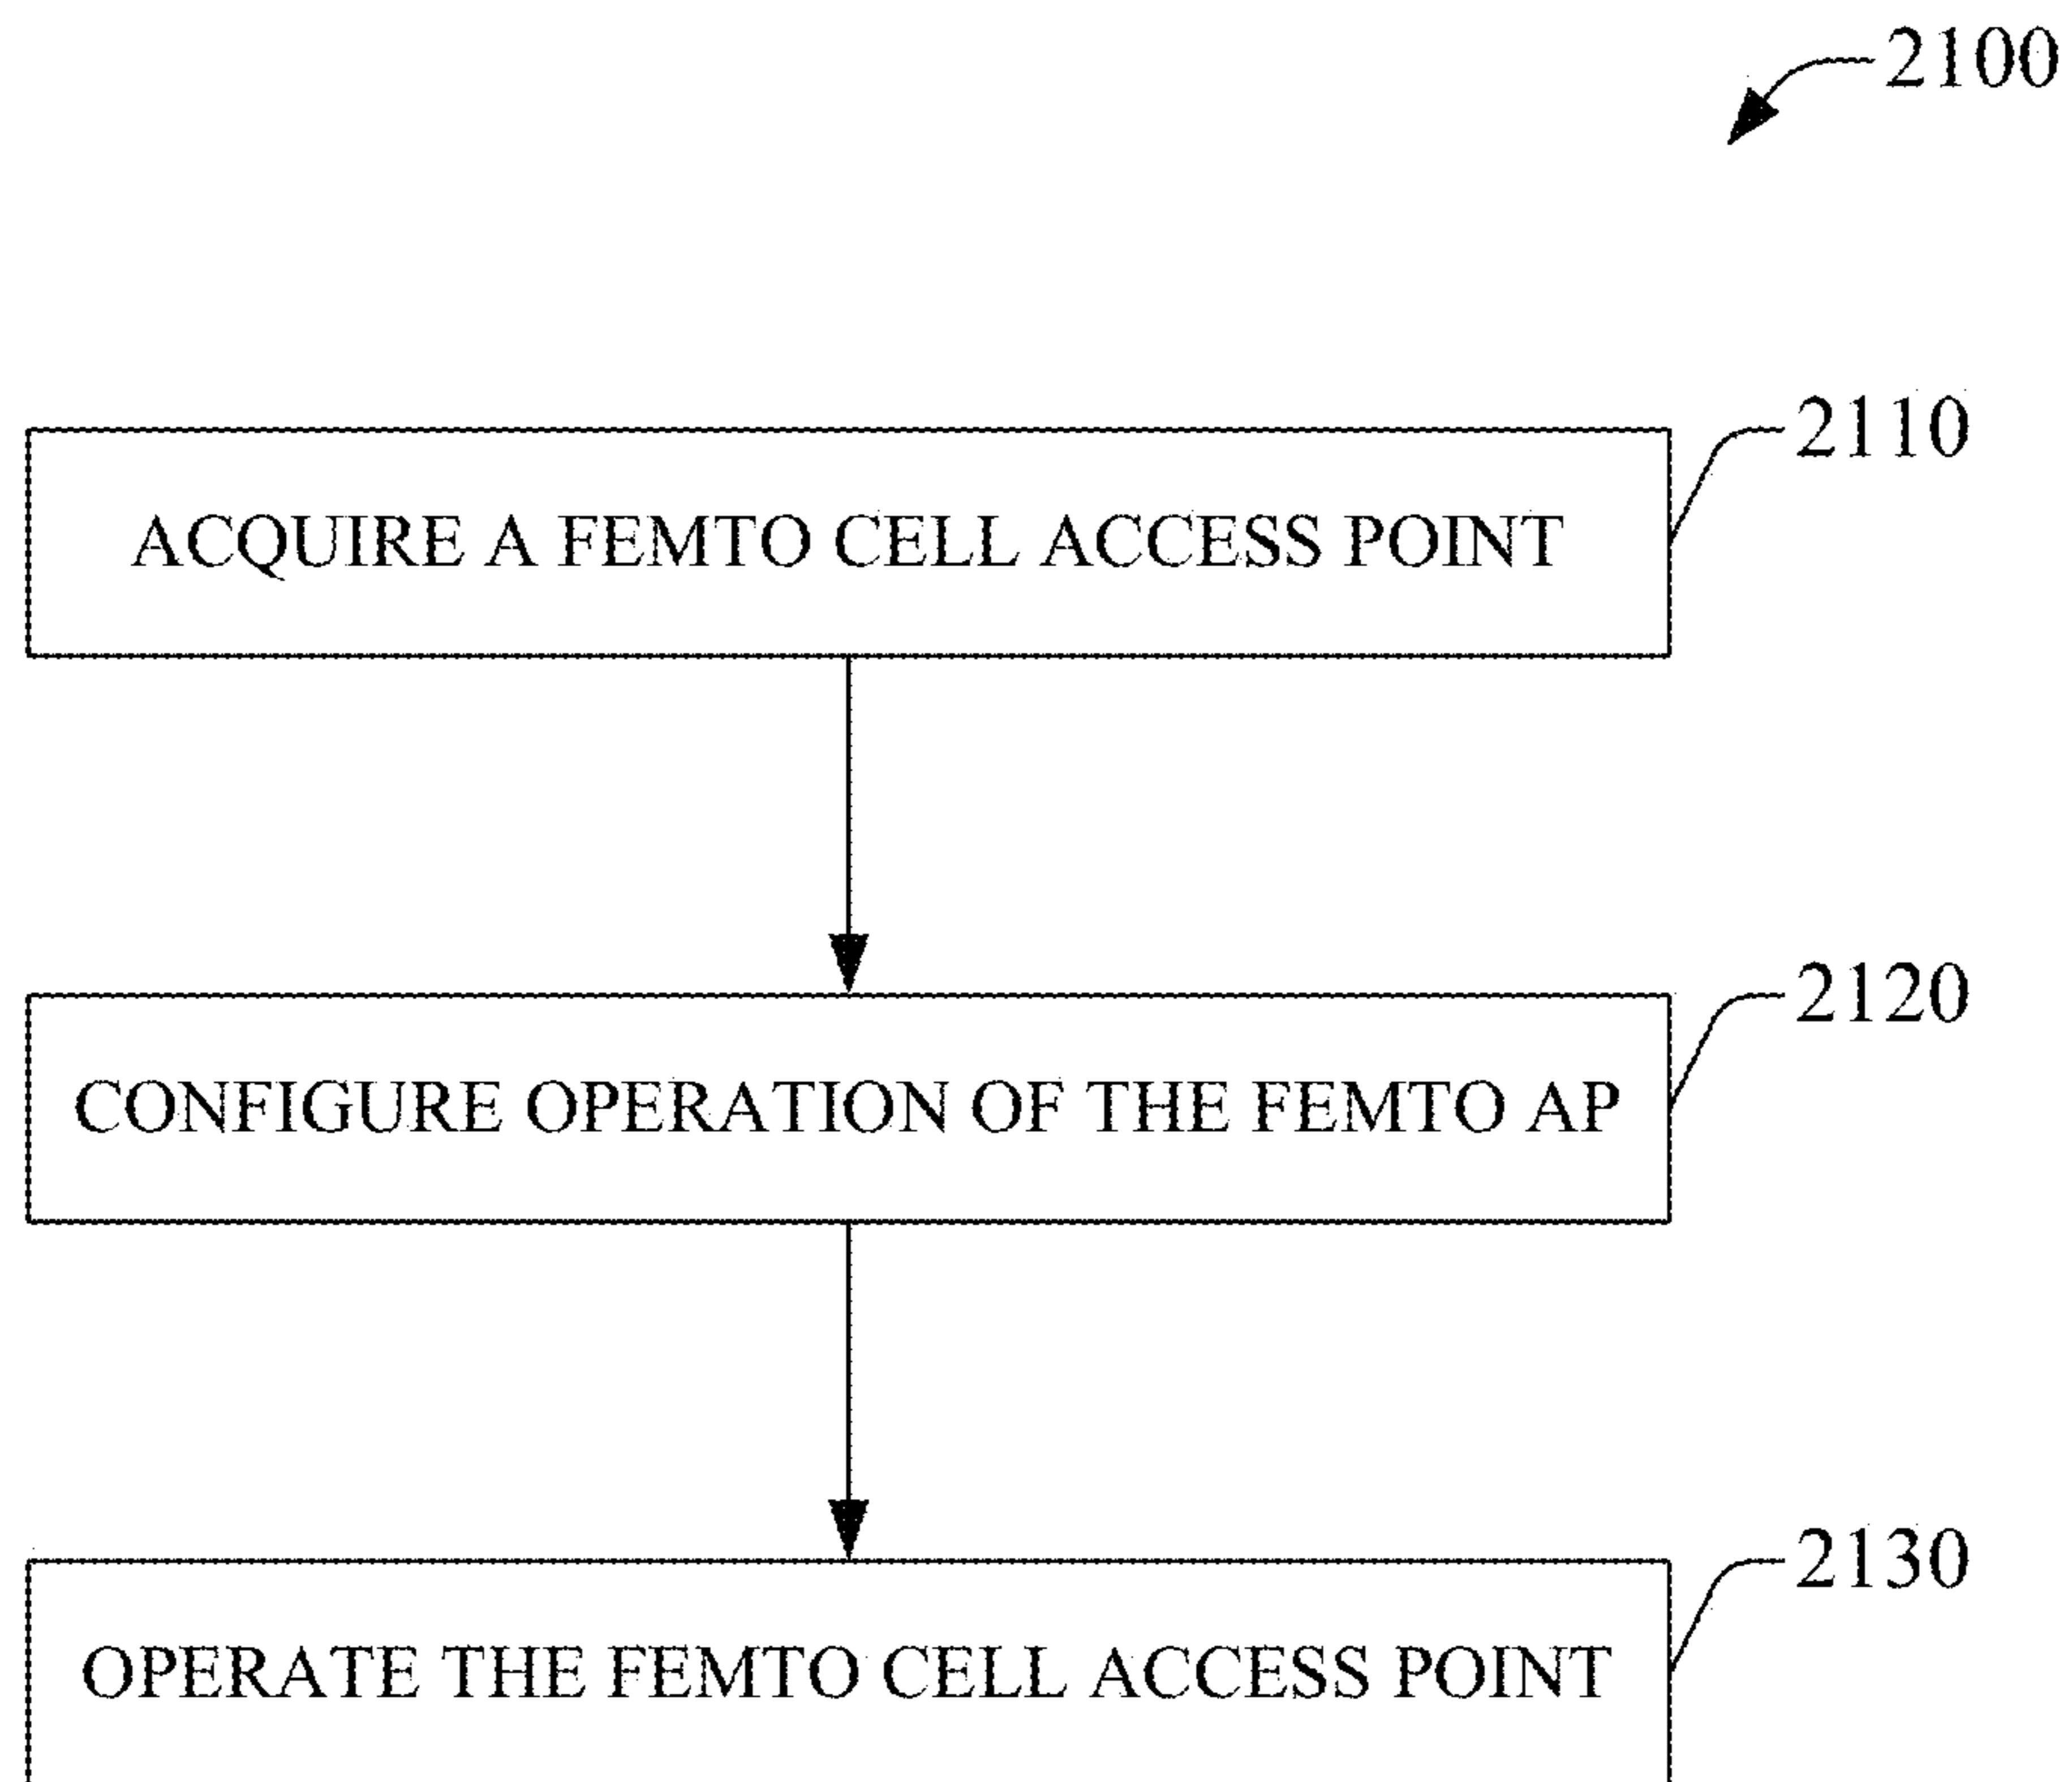 2100
2110
ACQUIRE A FEMTO CELL ACCESS POINT
2120
CONFIGURE OPERATION OF THE FEMTO AP
2130
OPERATE THE FEMTO CELL ACCESS POINT